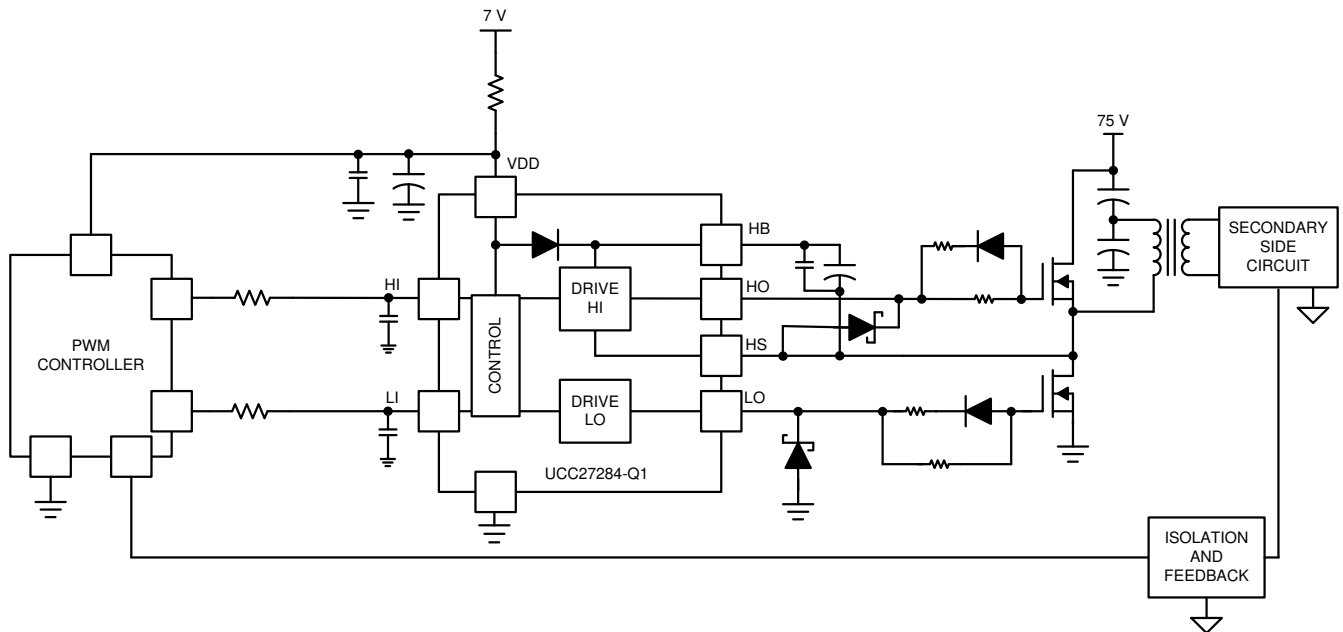 7 V
75 V
VDD
HB
SECONDARY
SIDE
CIRCUIT
HI
DRIVE
HI
HO
PWM
CONTROLLER
CONTROL
HS
LI
DRIVE
LO
LO
UCC27284-Q1
ISOLATION
AND
FEEDBACK